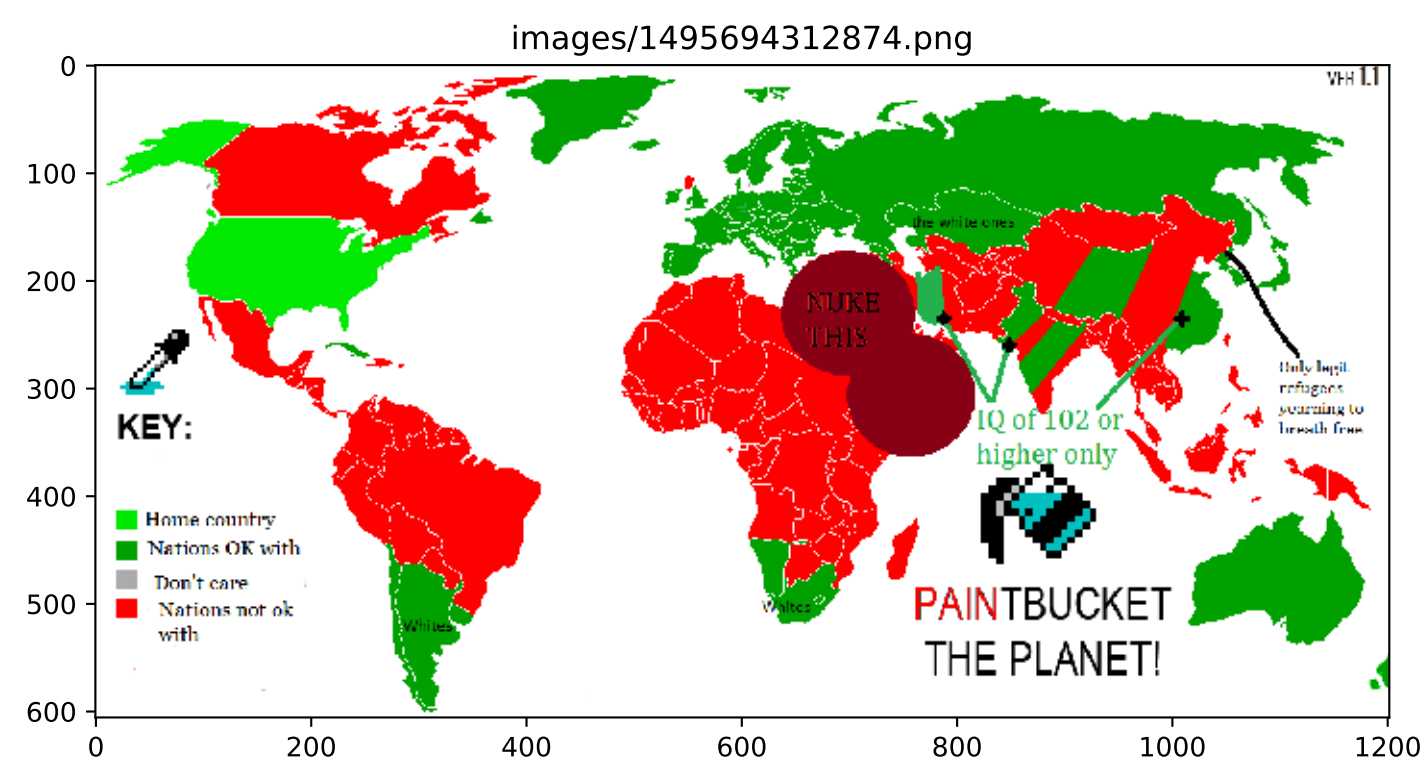 images/1495694312874.png
VER 1.1
the white ones
NUKE
THIS
Only legit
refugees
yearning to
breath free
IQ of 102 or
higher only
KEY:
Home country
Nations OK with
Don't care
Nations not ok
with
Whites
Whites
PAINTBUCKET
THE PLANET!
0
100
200
300
400
500
600
0
200
400
600
800
1000
1200